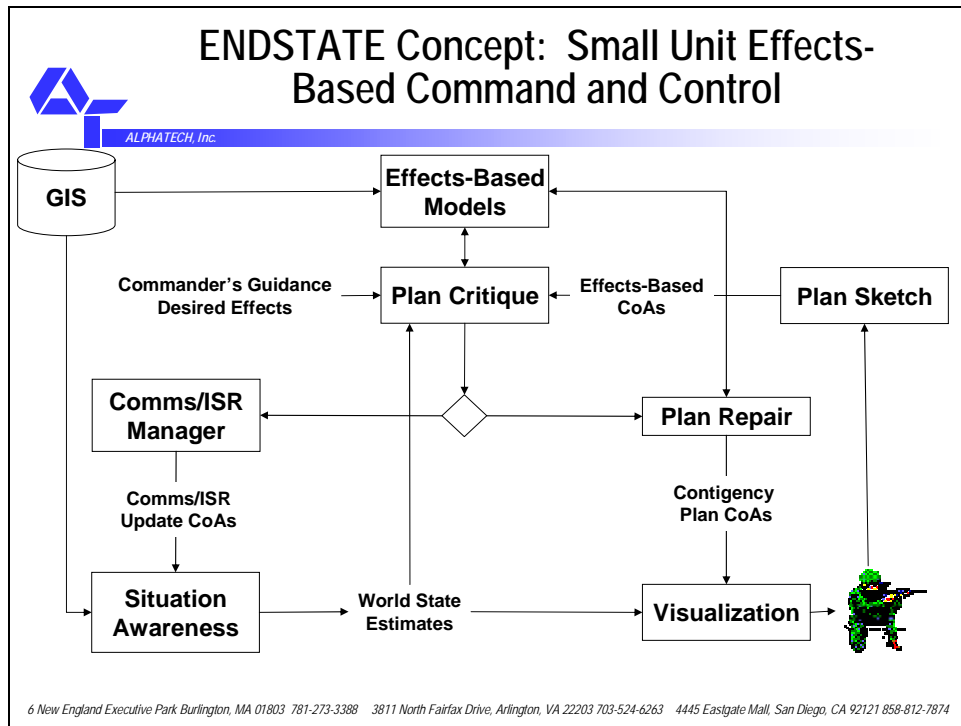 ENDSTATE Concept: Small Unit Effects-
Based Command and Control
ALPHATECH, Inc.
GIS
Effects-Based
Models
Commander's Guidance
Desired Effects
Plan Critique
Effects-Based
CoAs
Plan Sketch
Comms/ISR
Manager
Plan Repair
Comms/ISR
Update CoAs
Contigency
Plan CoAs
Situation
Awareness
World State
Estimates
Visualization
6 New England Executive Park Burlington, MA 01803 781-273-3388 3811 North Fairfax Drive, Arlington, VA 22203 703-524-6263 4445 Eastgate Mall, San Diego, CA 92121 858-812-7874